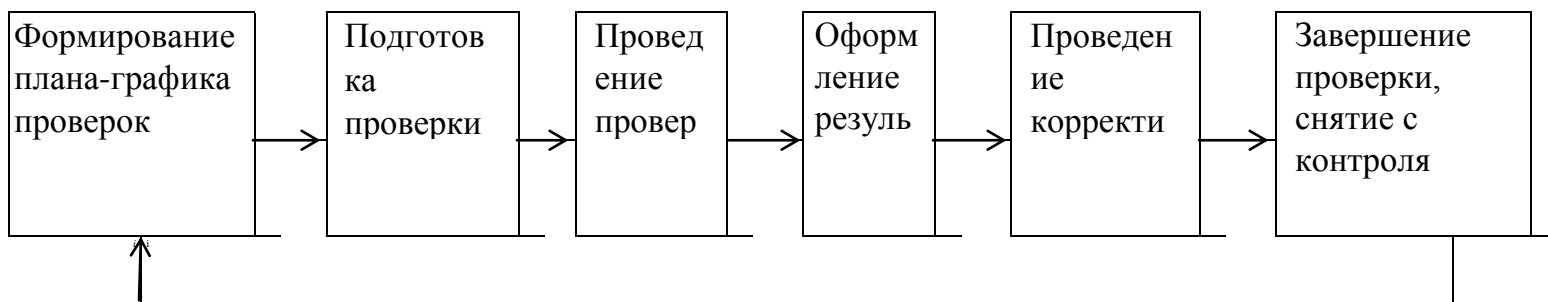 Формирование
плана-графика
проверок
Подготов
ка
проверки
Провед
ение
провер
Оформ
ление
резуль
Проведен
ие
корректи
Завершение
проверки,
снятие с
контроля